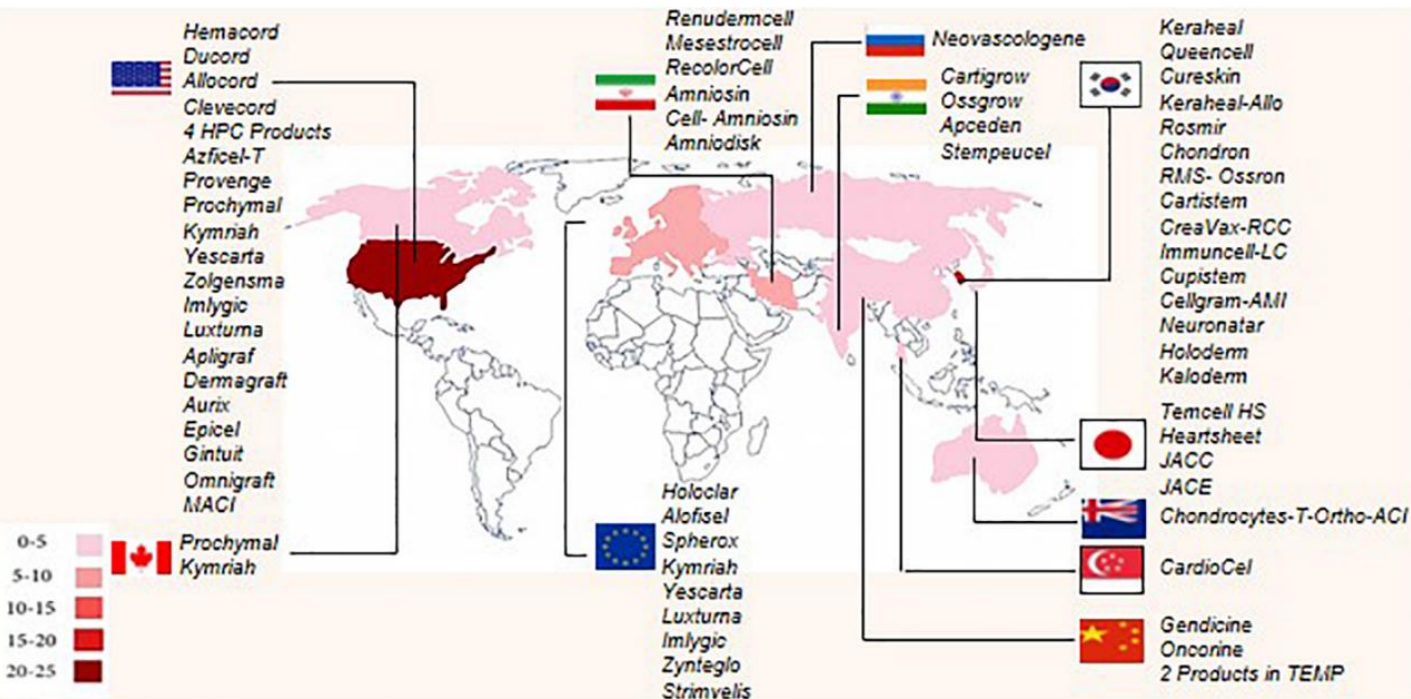 Hemacord
Ducord
Allocord
Clevecord
4 HPC Products
Azficel-T
Provenge
Prochymal
Kymriah
Yescarta
Zolgensma
Imlygic
Luxturna
Apligraf
Dermagraft
Aurix
Epicel
Gintuit
Omnigraft
MACI
Prochymal
Kymriah
0-5
5-10
10-15
15-20
20-25
Renudermcell
Mesestrocell
RecolorCell
Amniosin
Cell- Amniosin
Amniodisk
Holoclar
Alofisel
Spherox
Kymriah
Yescarta
Luxturna
Imlygic
Zynteglo
Strimvelis
Neovascologene
Cartigrow
Ossgrow
Apceden
Stempeucel
Keraheal
Queencell
Cureskin
Keraheal-Allo
Rosmir
Chondron
RMS- Ossron
Cartistem
CreaVax-RCC
Immuncell-LC
Cupistem
Cellgram-AMI
Neuronatar
Holoderm
Kaloderm
Temcell HS
Heartsheet
JACC
JACE
Chondrocytes-T-Ortho-ACI
CardioCel
Gendicine
Oncorine
2 Products in TEMP